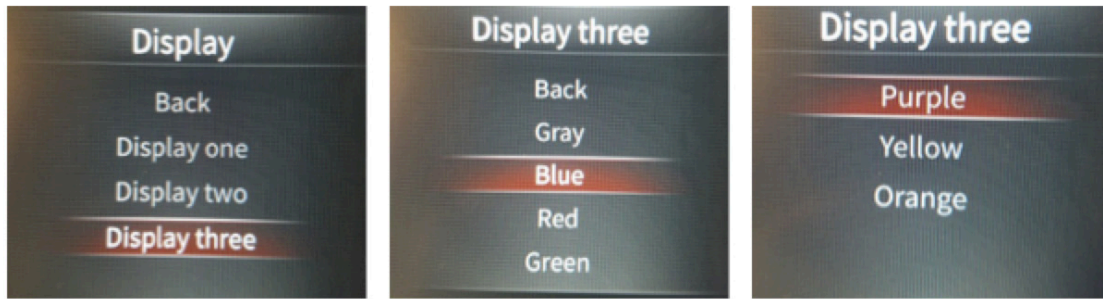 Display
Back
Display one
Display two
Display three
Display three
Back
Gray
Blue
Red
Green
Display three
Purple
Yellow
Orange